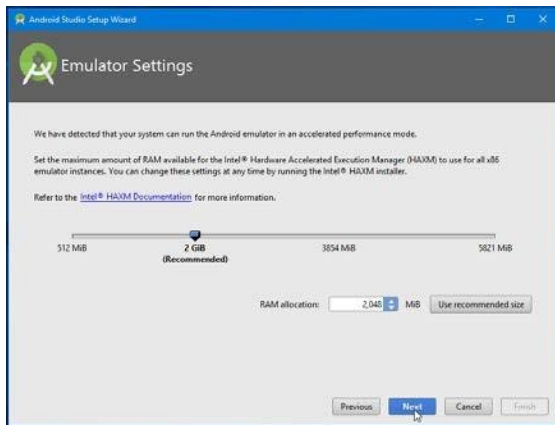 Android Studio Setup Wizard
Emulator Settings
We have detected that your system can run the Android emulator in an accelerated performance mode.
Set the maximum amount of RAM available for the Intel® Hardware Accelerated Execution Manager (HAXM) to use for all x86
emulator instances. You can change these settings at any time by running the Intel® HAXM installer.
Refer to the Intel® HAXM Documentation for more information.
512 MiB 2 GiB 3854 MiB 5821 MiB
(Recommended)
RAM allocation: 2,048 MiB Use recommended size
Previous Next Cancel Finish